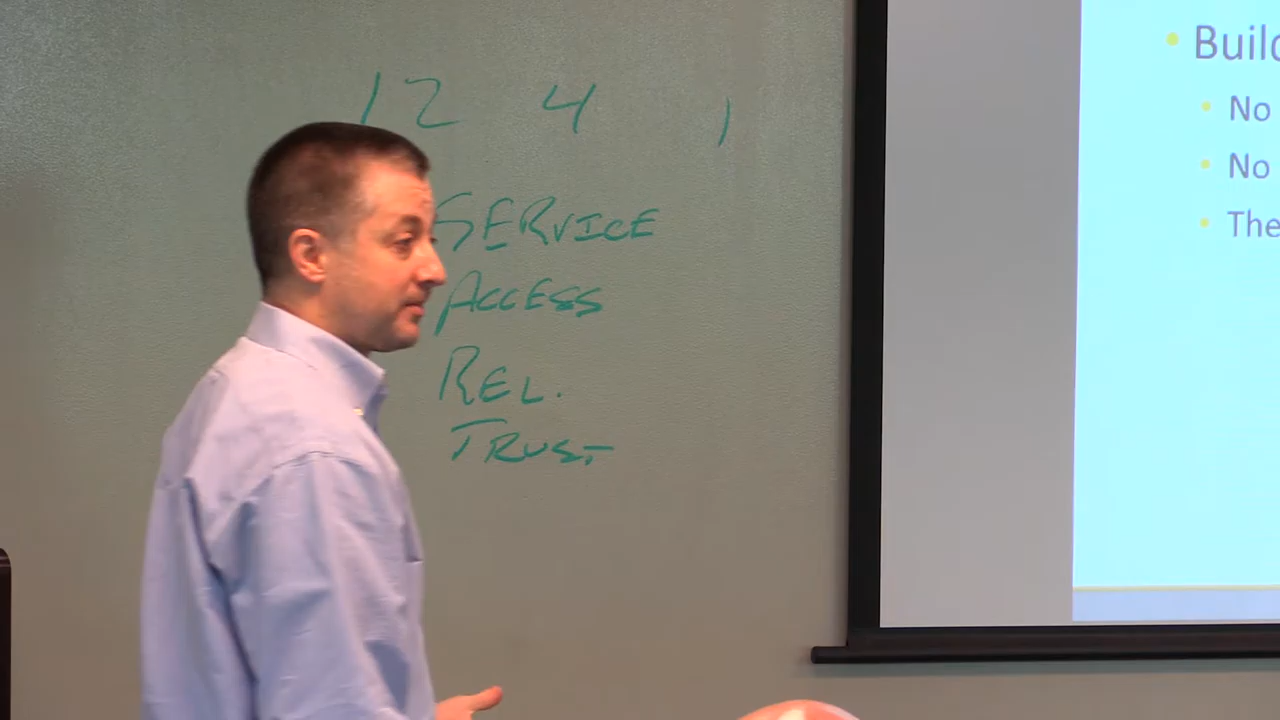 12 4 1
SERVICE
ACCESS
REL.
TRUST
• Build
• No
• No
• The